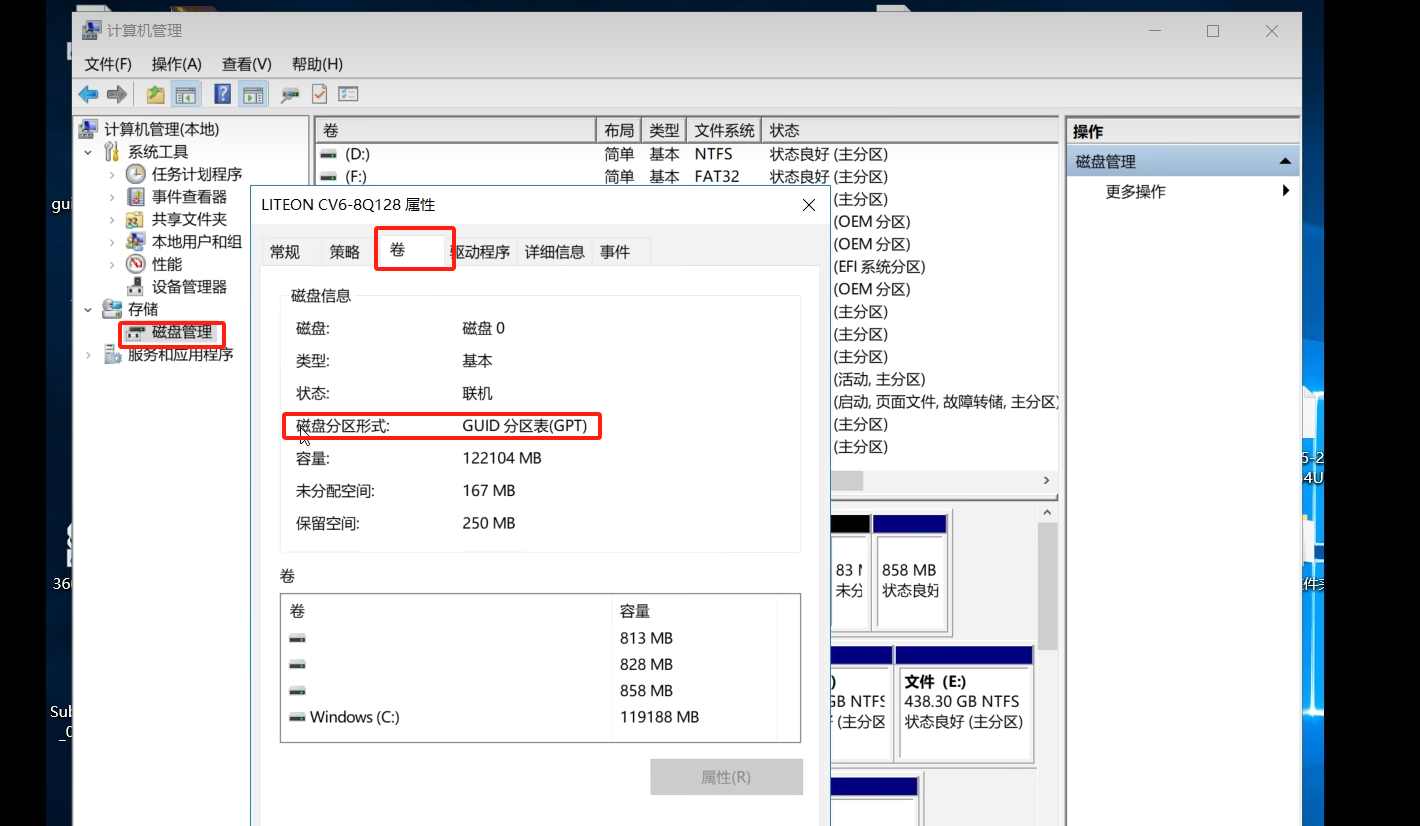 计算机管理
文件(F) 操作(A) 查看(V) 帮助(H)
计算机管理(本地)
系统工具
任务计划程序
事件查看器
共享文件夹
本地用户和组
性能
设备管理器
存储
磁盘管理
服务和应用程序
卷 布局 类型 文件系统 状态
(D:) 简单 基本 NTFS 状态良好 (主分区)
(F:) 简单 基本 FAT32 状态良好 (主分区)
(主分区)
(OEM 分区)
(OEM 分区)
(EFI 系统分区)
(OEM 分区)
(主分区)
(主分区)
(主分区)
(活动, 主分区)
(启动, 页面文件, 故障转储, 主分区)
(主分区)
(主分区)
操作
磁盘管理
更多操作
LITEON CV6-8Q128 属性
常规 策略 卷 驱动程序 详细信息 事件
磁盘信息
磁盘: 磁盘 0
类型: 基本
状态: 联机
磁盘分区形式: GUID 分区表(GPT)
容量: 122104 MB
未分配空间: 167 MB
保留空间: 250 MB
卷
卷 容量
813 MB
828 MB
858 MB
Windows (C:) 119188 MB
属性(R)
83
未分
858 MB
状态良好
GB NTFS
(主分区
文件 (E:)
438.30 GB NTFS
状态良好 (主分区)
gui
360
Sub
5-2
4U
件夹